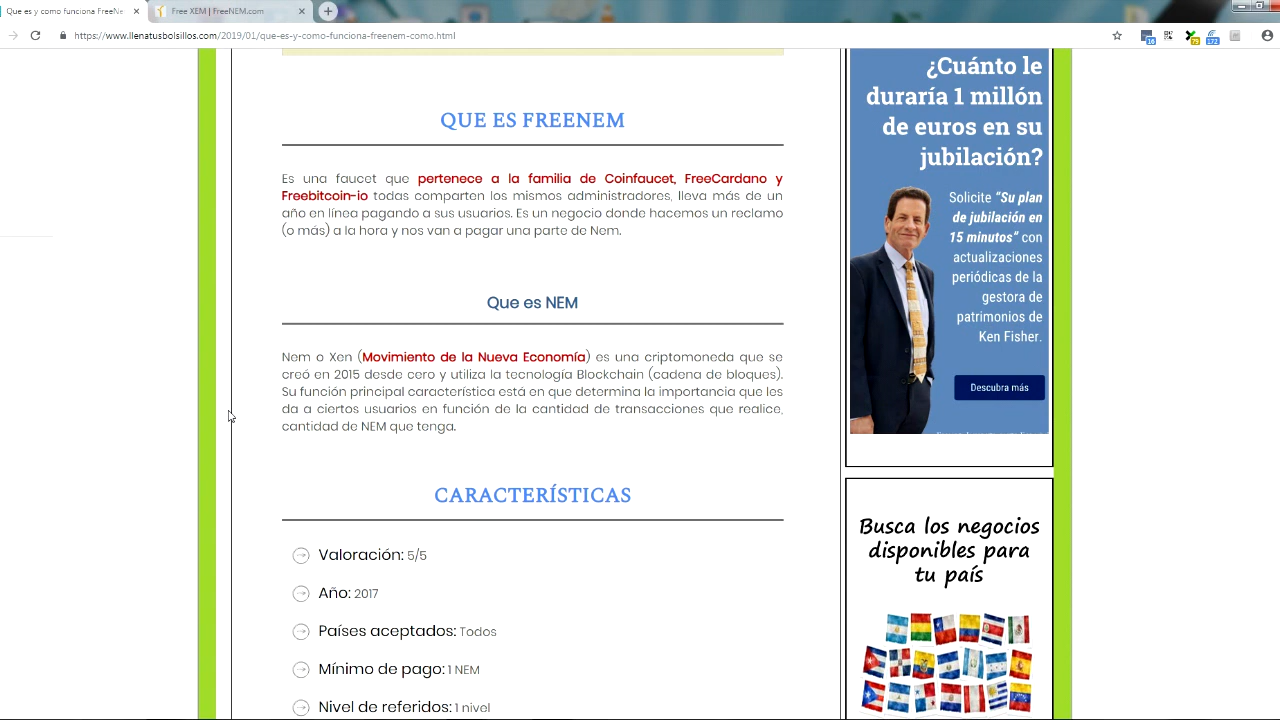 Que es y como funciona FreeNe
Free XEM | FreeNEM.com
https://www.llenatusbolsillos.com/2019/01/que-es-y-como-funciona-freenem-como.html
16
79
172
QUE ES FREENEM
Es una faucet que pertenece a la familia de Coinfaucet, FreeCardano y
Freebitcoin-io todas comparten los mismos administradores, lleva más de un
año en línea pagando a sus usuarios. Es un negocio donde hacemos un reclamo
(o más) a la hora y nos van a pagar una parte de Nem.
Que es NEM
Nem o Xen (Movimiento de la Nueva Economía) es una criptomoneda que se
creó en 2015 desde cero y utiliza la tecnología Blockchain (cadena de bloques).
Su función principal característica está en que determina la importancia que les
da a ciertos usuarios en función de la cantidad de transacciones que realice,
cantidad de NEM que tenga.
CARACTERÍSTICAS
Valoración: 5/5
Año: 2017
Países aceptados: Todos
Mínimo de pago: 1 NEM
Nivel de referidos: 1 nivel
¿Cuánto le
duraría 1 millón
de euros en su
jubilación?
Solicite “Su plan
de jubilación en
15 minutos” con
actualizaciones
periódicas de la
gestora de
patrimonios de
Ken Fisher.
Descubra más
Busca los negocios
disponibles para
tu país